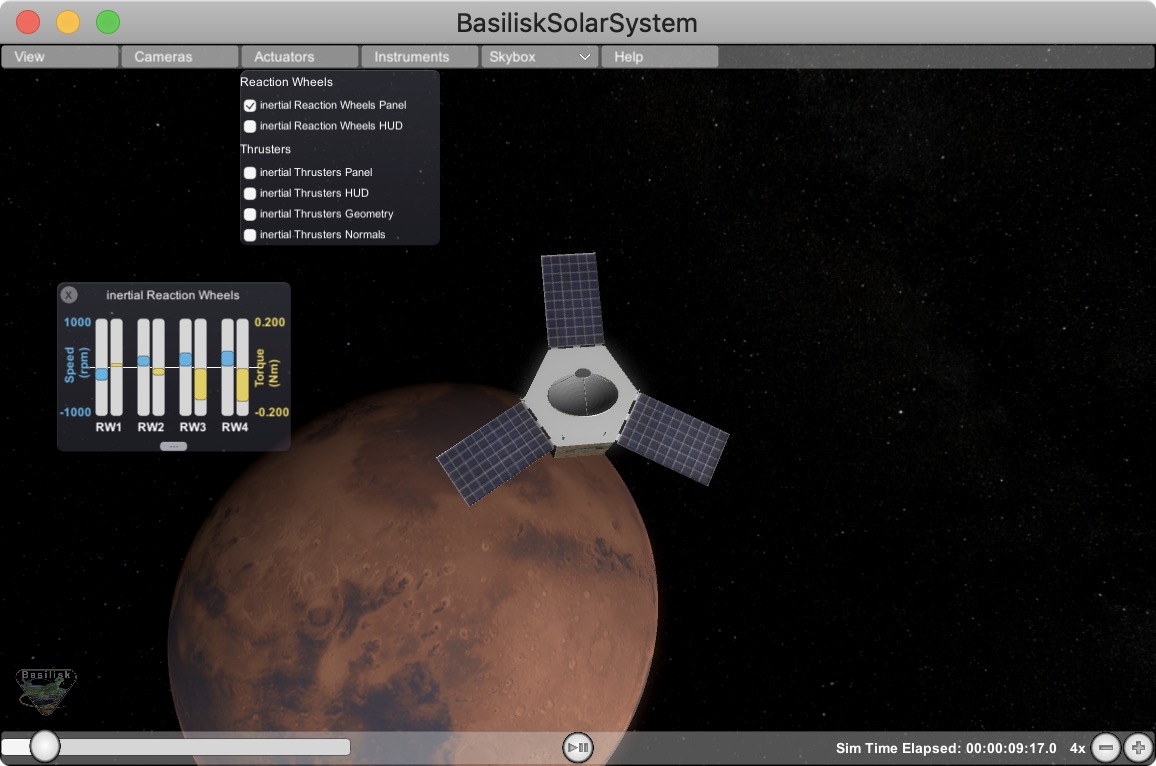 BasiliskSolarSystem
View Cameras Actuators Instruments Skybox Help
Reaction Wheels
inertial Reaction Wheels Panel
inertial Reaction Wheels HUD
Thrusters
inertial Thrusters Panel
inertial Thrusters HUD
inertial Thrusters Geometry
inertial Thrusters Normals
X inertial Reaction Wheels
1000 0.200
Speed (rpm)
Torque (Nm)
-1000 -0.200
RW1 RW2 RW3 RW4
Basilisk
Sim Time Elapsed: 00:00:09:17.0 4x